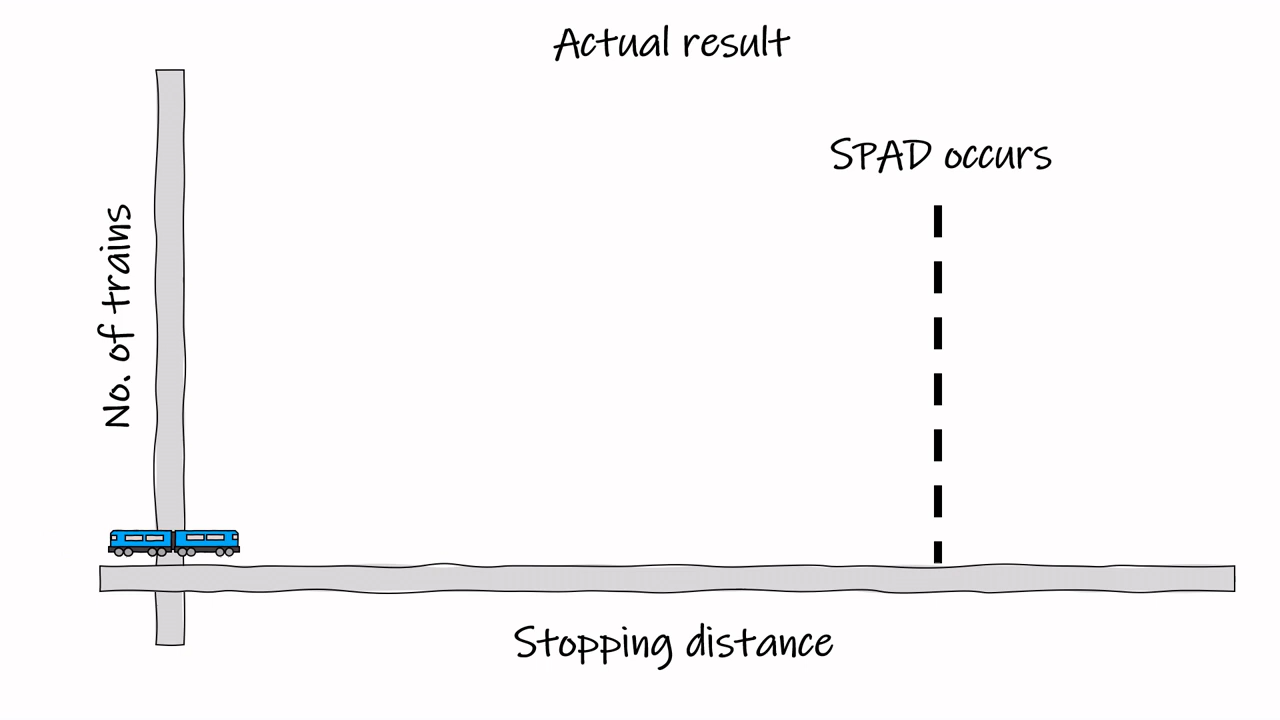 Actual result
SPAD occurs
No. of trains
Stopping distance